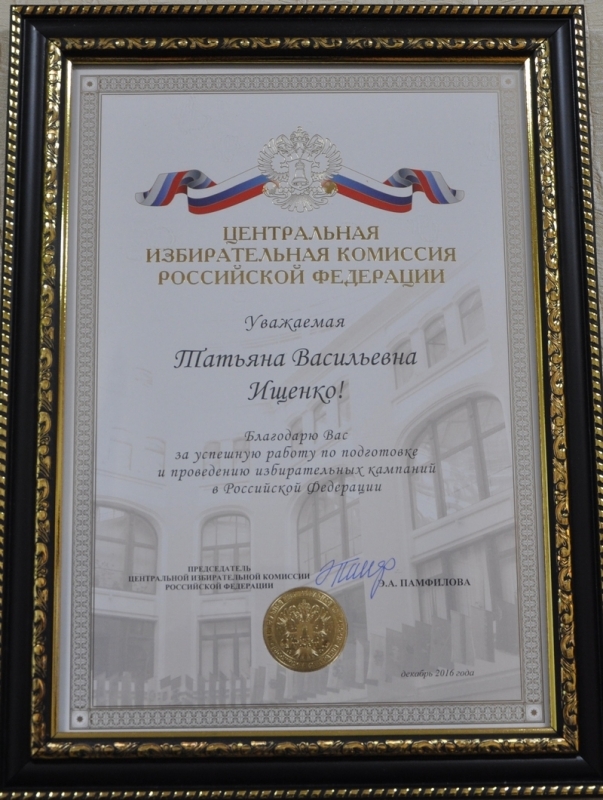 ЦЕНТРАЛЬНАЯ
ИЗБИРАТЕЛЬНАЯ КОМИССИЯ
РОССИЙСКОЙ ФЕДЕРАЦИИ
Уважаемая
Татьяна Васильевна
Ищенко!
Благодарю Вас
за успешную работу по подготовке
и проведению избирательных кампаний
в Российской Федерации
ПРЕДСЕДАТЕЛЬ
ЦЕНТРАЛЬНОЙ ИЗБИРАТЕЛЬНОЙ КОМИССИИ
РОССИЙСКОЙ ФЕДЕРАЦИИ
Э.А. ПАМФИЛОВА
декабрь 2016 года